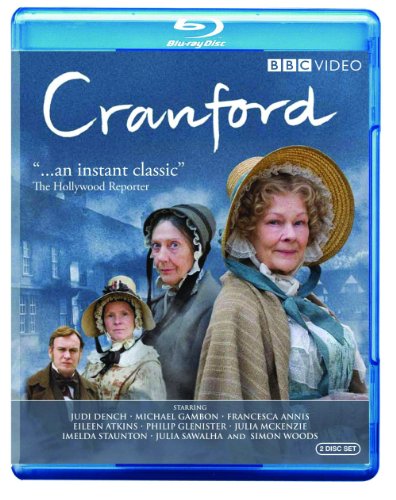 Blu-ray Disc
BBC VIDEO
Cranford
“...an instant classic”
The Hollywood Reporter
STARRING
JUDI DENCH · MICHAEL GAMBON · FRANCESCA ANNIS
EILEEN ATKINS · PHILIP GLENISTER · JULIA MCKENZIE
IMELDA STAUNTON · JULIA SAWALHA AND SIMON WOODS
2 DISC SET